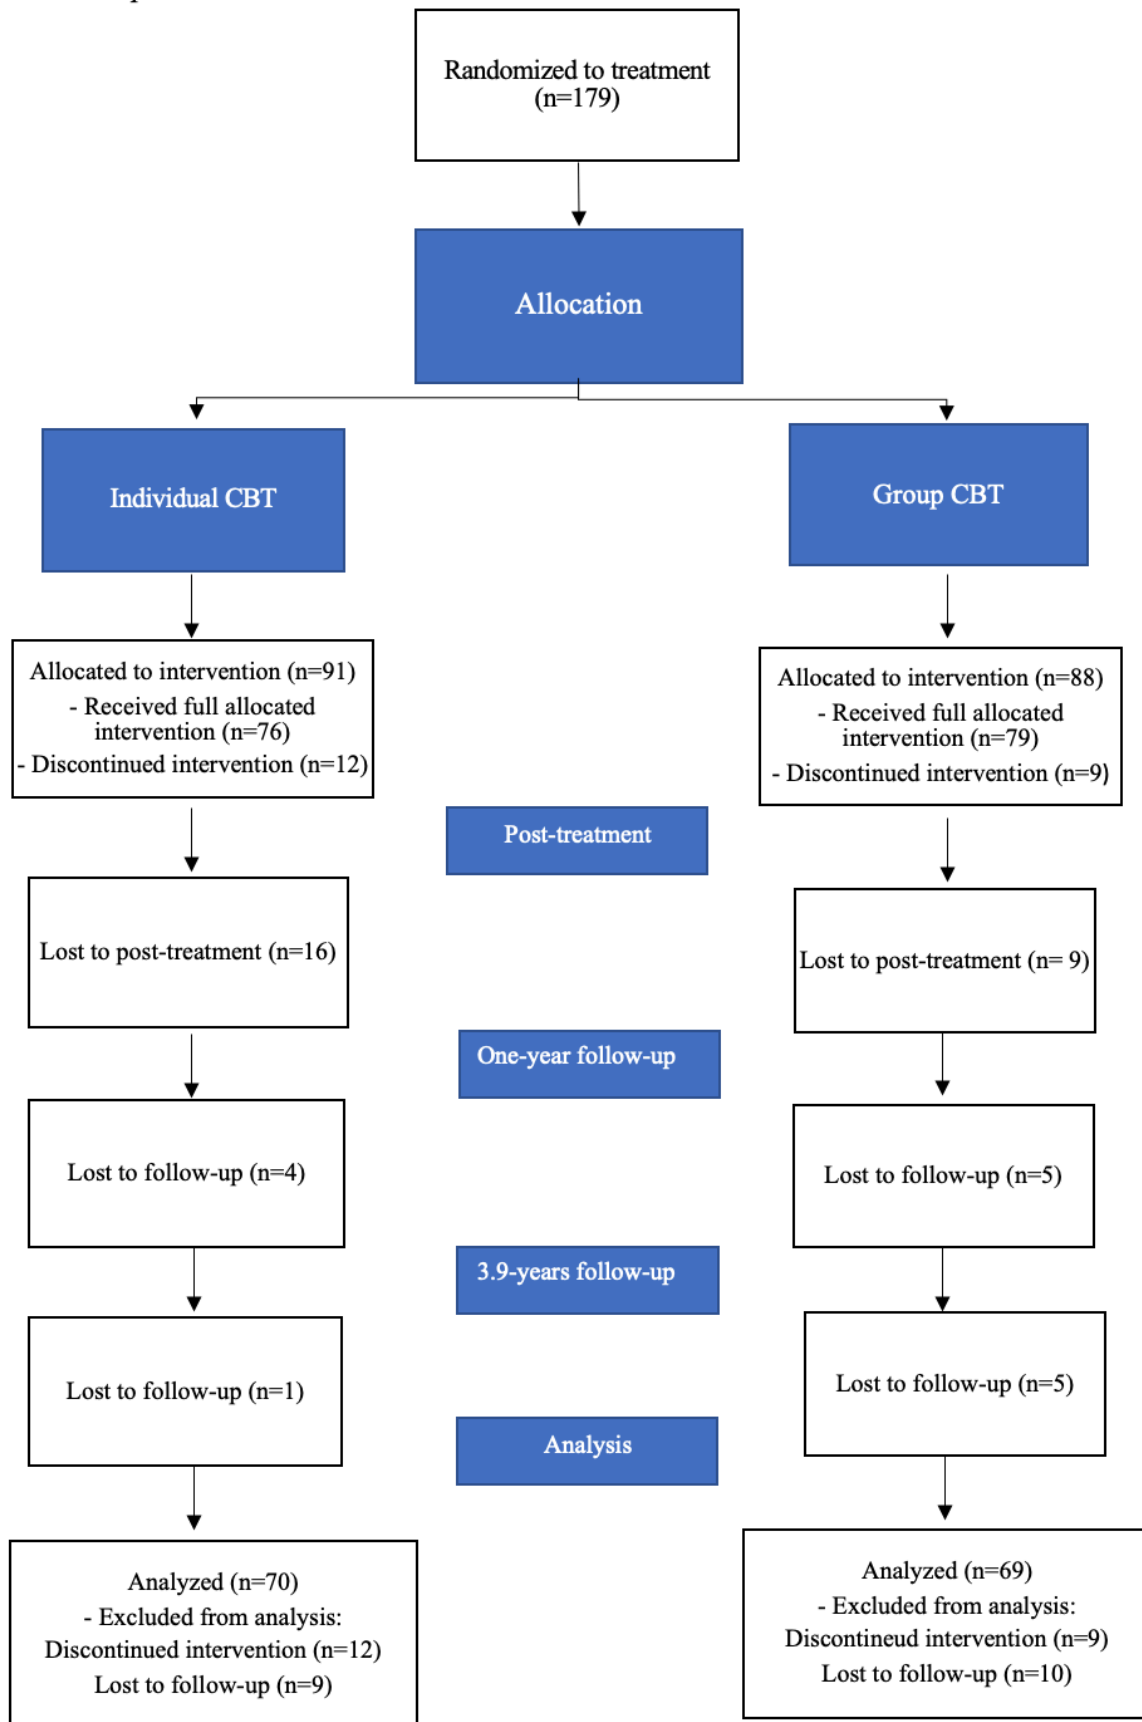 Randomized to treatment
(n=179)
Allocation
Individual CBT
Group CBT
Allocated to intervention (n=91)
- Received full allocated
intervention (n=76)
- Discontinued intervention (n=12)
Allocated to intervention (n=88)
- Received full allocated
intervention (n=79)
- Discontinued intervention (n=9)
Post-treatment
Lost to post-treatment (n=16)
Lost to post-treatment (n= 9)
One-year follow-up
Lost to follow-up (n=4)
Lost to follow-up (n=5)
3.9-years follow-up
Lost to follow-up (n=1)
Lost to follow-up (n=5)
Analysis
Analyzed (n=70)
- Excluded from analysis:
Discontinued intervention (n=12)
Lost to follow-up (n=9)
Analyzed (n=69)
- Excluded from analysis:
Discontineud intervention (n=9)
Lost to follow-up (n=10)